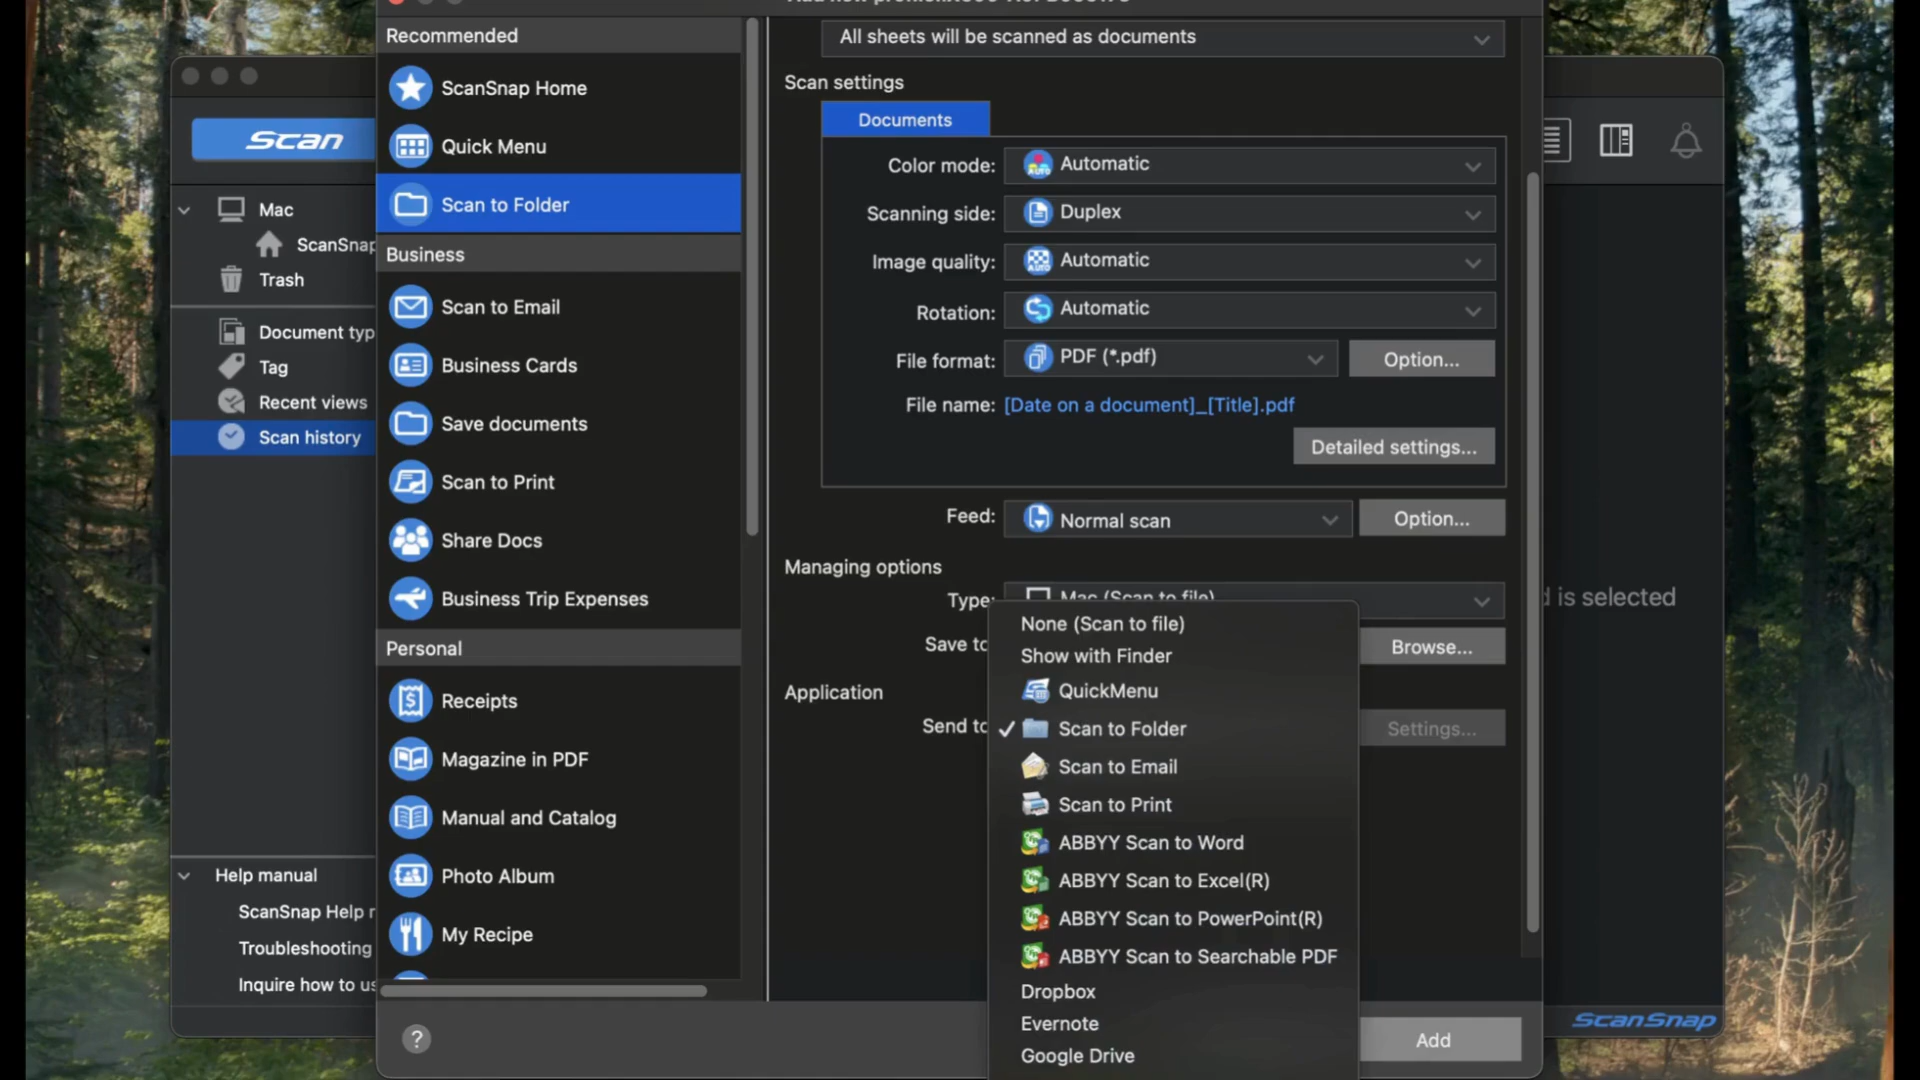 Recommended
ScanSnap Home
Quick Menu
Scan to Folder
Business
Scan to Email
Business Cards
Save documents
Scan to Print
Share Docs
Business Trip Expenses
Personal
Receipts
Magazine in PDF
Manual and Catalog
Photo Album
My Recipe
?
Scan
Mac
ScanSnap
Trash
Document typ
Tag
Recent views
Scan history
Help manual
ScanSnap Help
Troubleshooting
Inquire how to us
All sheets will be scanned as documents
Scan settings
Documents
Color mode: AUTO Automatic
Scanning side: Duplex
Image quality: AUTO Automatic
Rotation: Automatic
File format: PDF (*.pdf) Option...
File name: [Date on a document]_[Title].pdf
Detailed settings...
Feed: Normal scan Option...
Managing options
Type: Mac (Scan to file)
Save to Browse...
Application
Send to Settings...
None (Scan to file)
Show with Finder
QuickMenu
Scan to Folder
Scan to Email
Scan to Print
ABBYY Scan to Word
ABBYY Scan to Excel(R)
ABBYY Scan to PowerPoint(R)
ABBYY Scan to Searchable PDF
Dropbox
Evernote
Google Drive
Add
is selected
ScanSnap